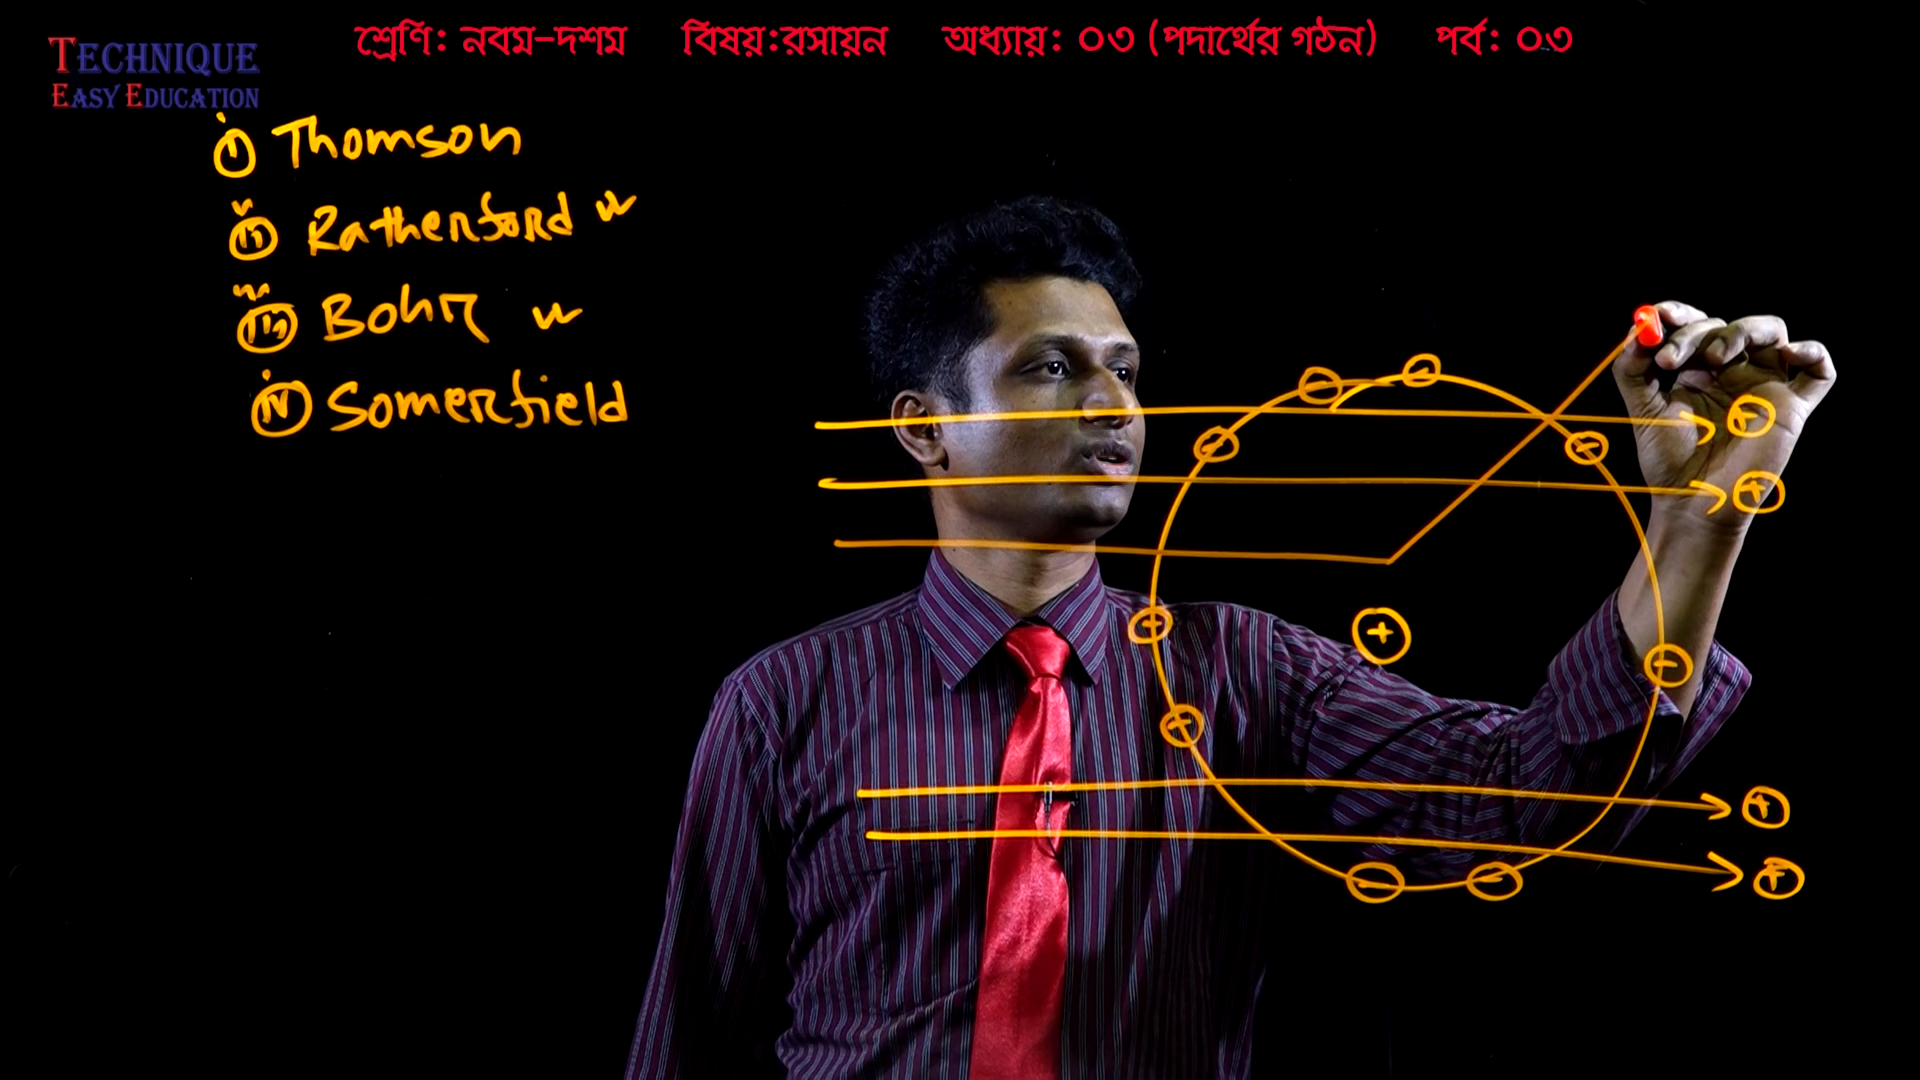 শ্রেণি: নবম-দশম বিষয়:রসায়ন অধ্যায়: ০৩ (পদার্থের গঠন) পর্ব: ০৩
TECHNIQUE
EASY EDUCATION
i Thomson
ii Ratherford
iii Bohr
iv Somerfield